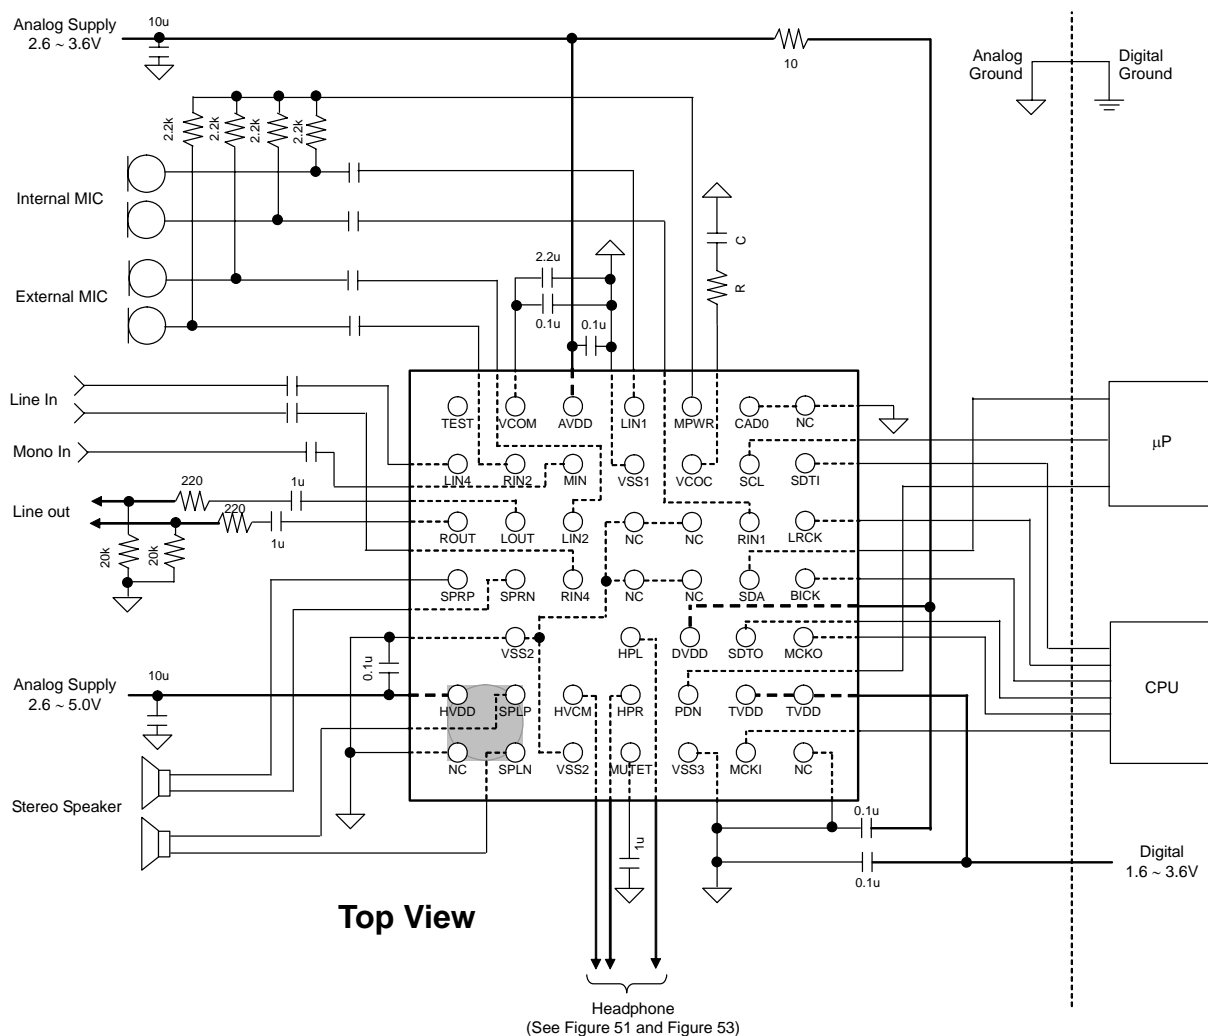 Analog Supply
2.6 ~ 3.6V
10u
10
Analog
Ground
Digital
Ground
2.2k
2.2k
2.2k
2.2k
Internal MIC
External MIC
2.2u
0.1u
0.1u
C
R
Line In
Mono In
Line out
220
1u
220
1u
20k
20k
TEST
VCOM
AVDD
LIN1
MPWR
CAD0
NC
LIN4
RIN2
MIN
VSS1
VCOC
SCL
SDTI
ROUT
LOUT
LIN2
NC
NC
RIN1
LRCK
SPRP
SPRN
RIN4
NC
NC
SDA
BICK
VSS2
HPL
DVDD
SDTO
MCKO
HVDD
SPLP
HVCM
HPR
PDN
TVDD
TVDD
NC
SPLN
VSS2
MUTET
VSS3
MCKI
NC
µP
CPU
0.1u
Analog Supply
2.6 ~ 5.0V
10u
Stereo Speaker
1u
0.1u
0.1u
Digital
1.6 ~ 3.6V
Top View
Headphone
(See Figure 51 and Figure 53)